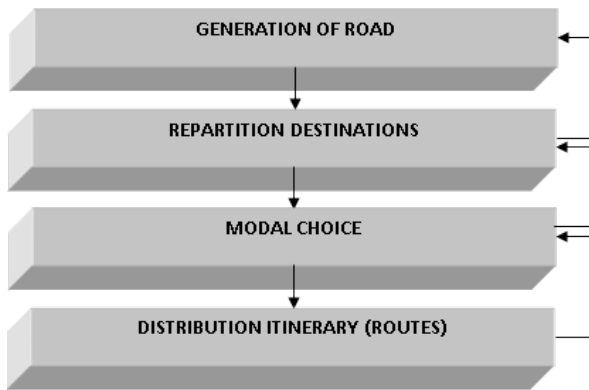 GENERATION OF ROAD
REPARTITION DESTINATIONS
MODAL CHOICE
DISTRIBUTION ITINERARY (ROUTES)